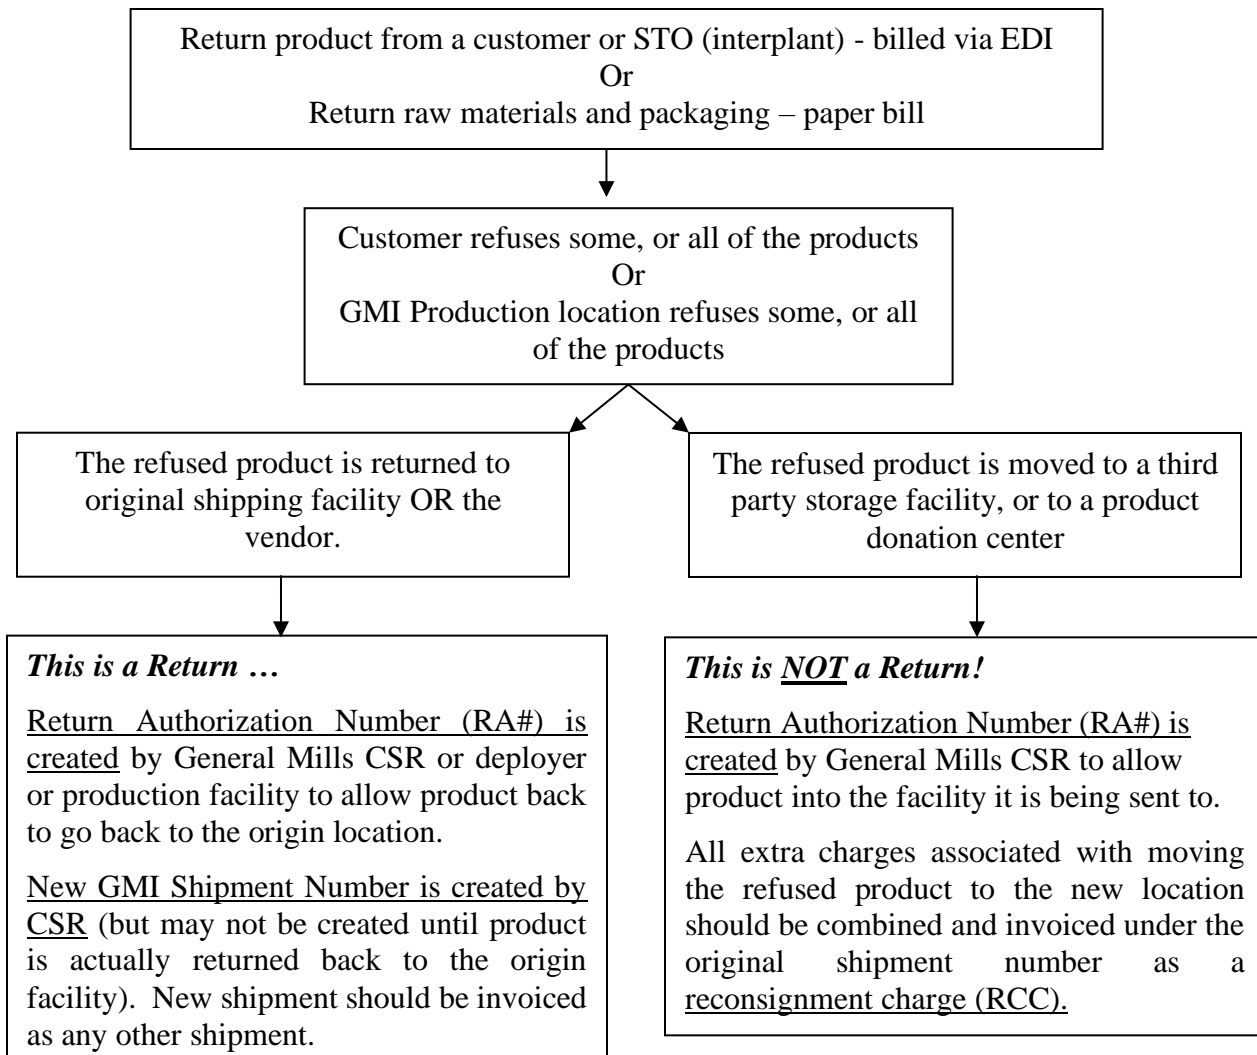 Return product from a customer or STO (interplant) - billed via EDI
Or
Return raw materials and packaging – paper bill
Customer refuses some, or all of the products
Or
GMI Production location refuses some, or all
of the products
The refused product is returned to
original shipping facility OR the
vendor.
The refused product is moved to a third
party storage facility, or to a product
donation center
This is a Return …
Return Authorization Number (RA#) is
created by General Mills CSR or deployer
or production facility to allow product back
to go back to the origin location.
New GMI Shipment Number is created by
CSR (but may not be created until product
is actually returned back to the origin
facility). New shipment should be invoiced
as any other shipment.
This is NOT a Return!
Return Authorization Number (RA#) is
created by General Mills CSR to allow
product into the facility it is being sent to.
All extra charges associated with moving
the refused product to the new location
should be combined and invoiced under the
original shipment number as a
reconsignment charge (RCC).